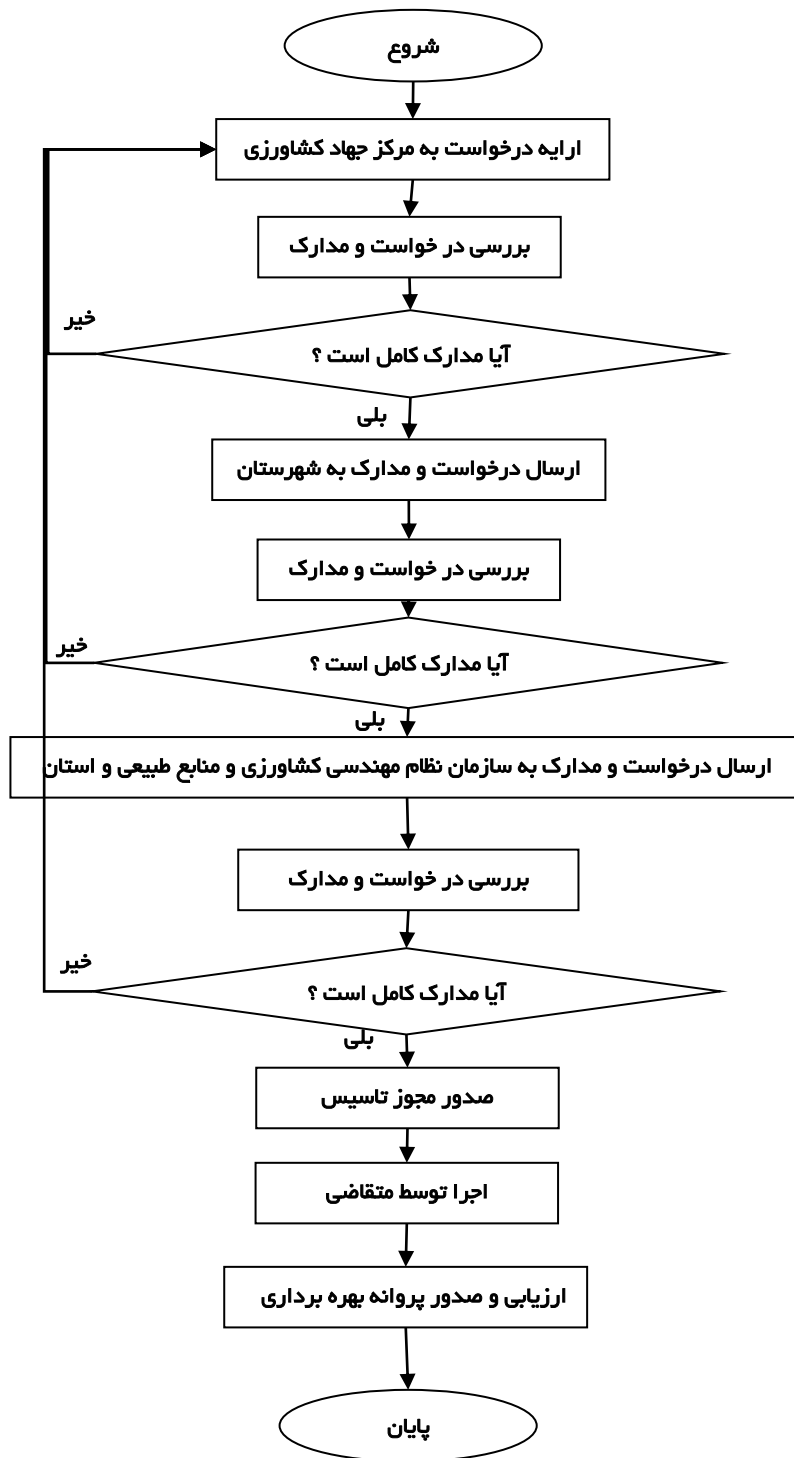 شروع
ارایه درخواست به مرکز جهاد کشاورزی
بررسی در خواست و مدارک
خیر
آیا مدارک کامل است ؟
بلی
ارسال درخواست و مدارک به شهرستان
بررسی در خواست و مدارک
خیر
آیا مدارک کامل است ؟
بلی
ارسال درخواست و مدارک به سازمان نظام مهندسی کشاورزی و منابع طبیعی و استان
بررسی در خواست و مدارک
خیر
آیا مدارک کامل است ؟
بلی
صدور مجوز تاسیس
اجرا توسط متقاضی
ارزیابی و صدور پروانه بهره برداری
پایان